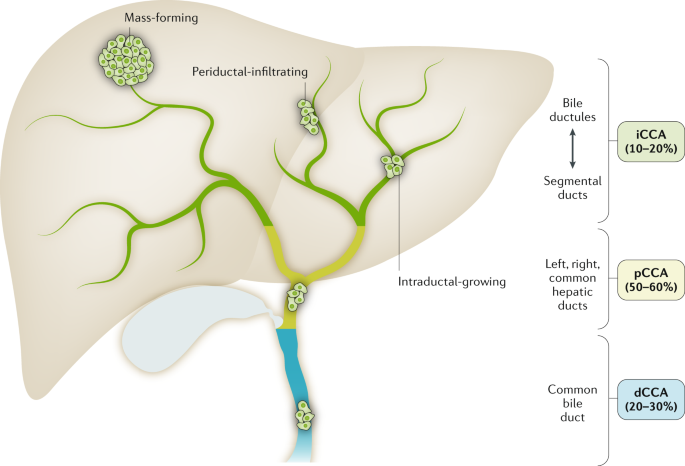 Mass-forming
Periductal-infiltrating
Intraductal-growing
Bile
ductules
Segmental
ducts
iCCA
(10–20%)
Left, right,
common
hepatic
ducts
pCCA
(50–60%)
Common
bile
duct
dCCA
(20–30%)